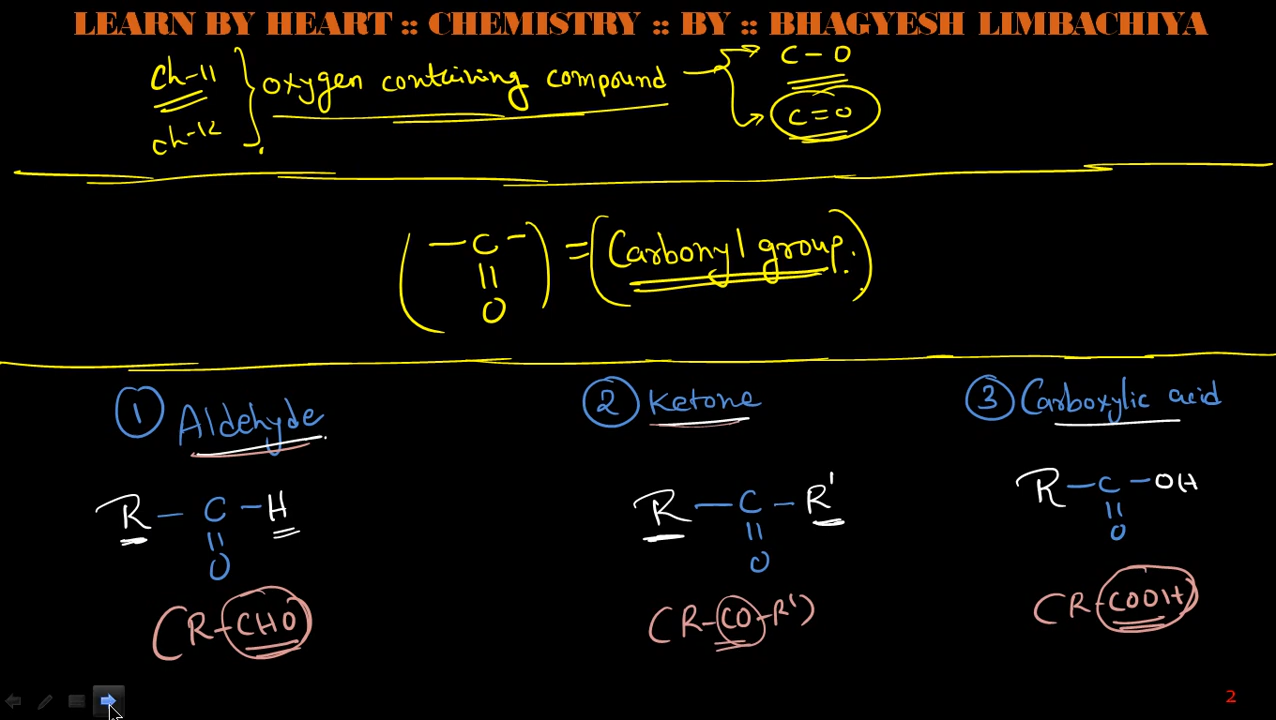 LEARN BY HEART :: CHEMISTRY :: BY :: BHAGYESH LIMBACHIYA
Ch-11
ch-12
oxygen containing compound
C - O
C = O
- C -
||
O
= (Carbonyl group.)
① Aldehyde
R - C - H
||
O
(R-CHO)
② Ketone
R - C - R'
||
O
(R-CO-R')
③ Carboxylic acid
R - C - OH
||
O
(R-COOH)
2